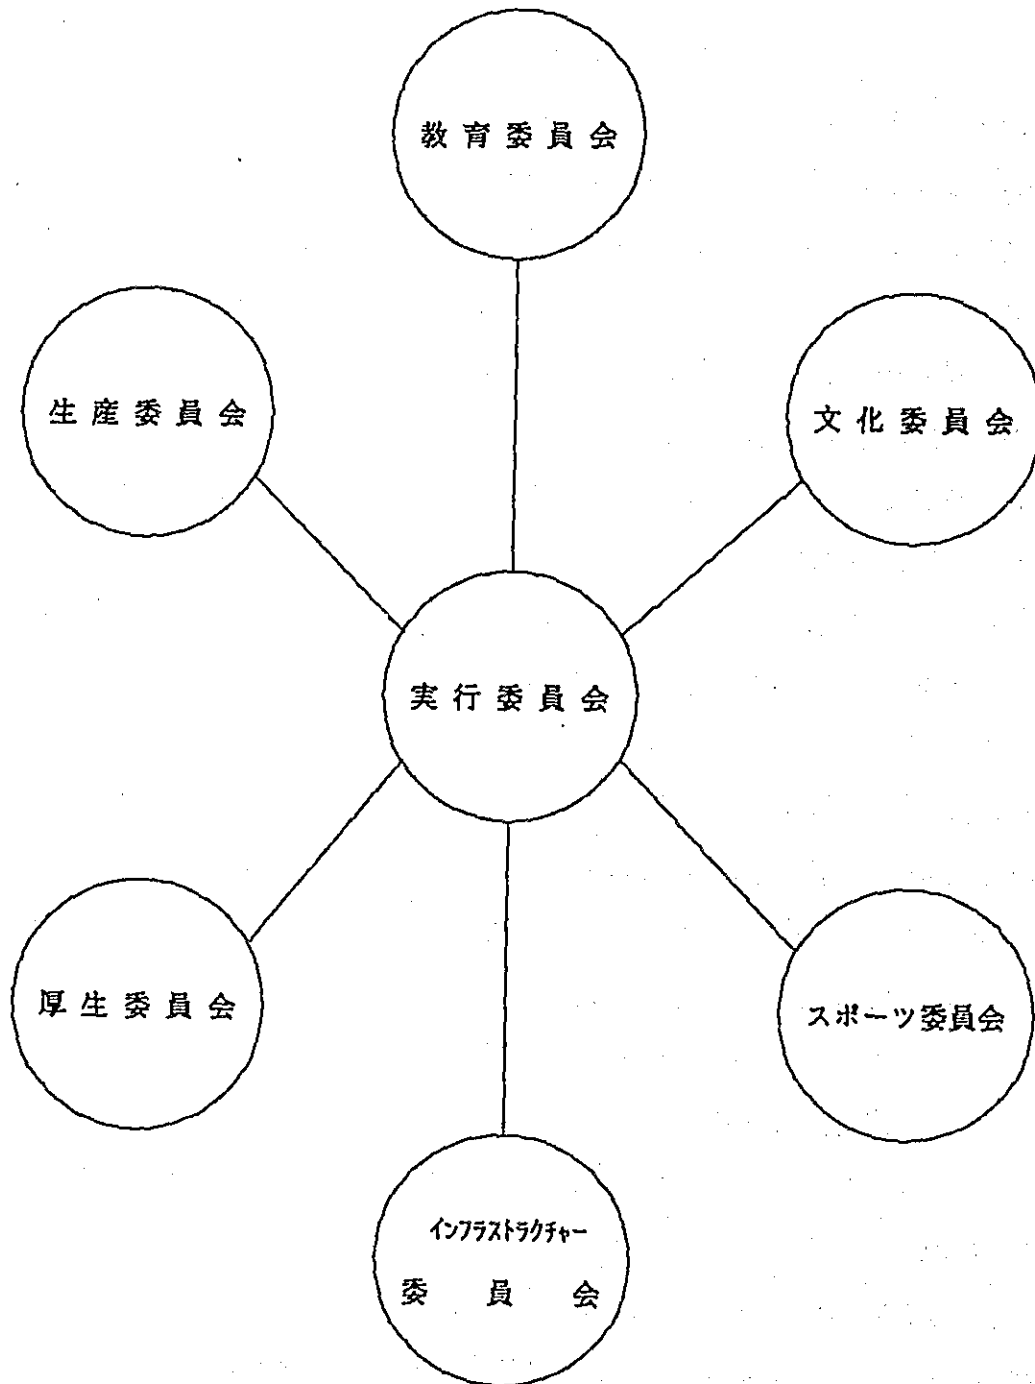 教育委員会
生産委員会
文化委員会
実行委員会
厚生委員会
スポーツ委員会
インフラストラクチャー
委員会